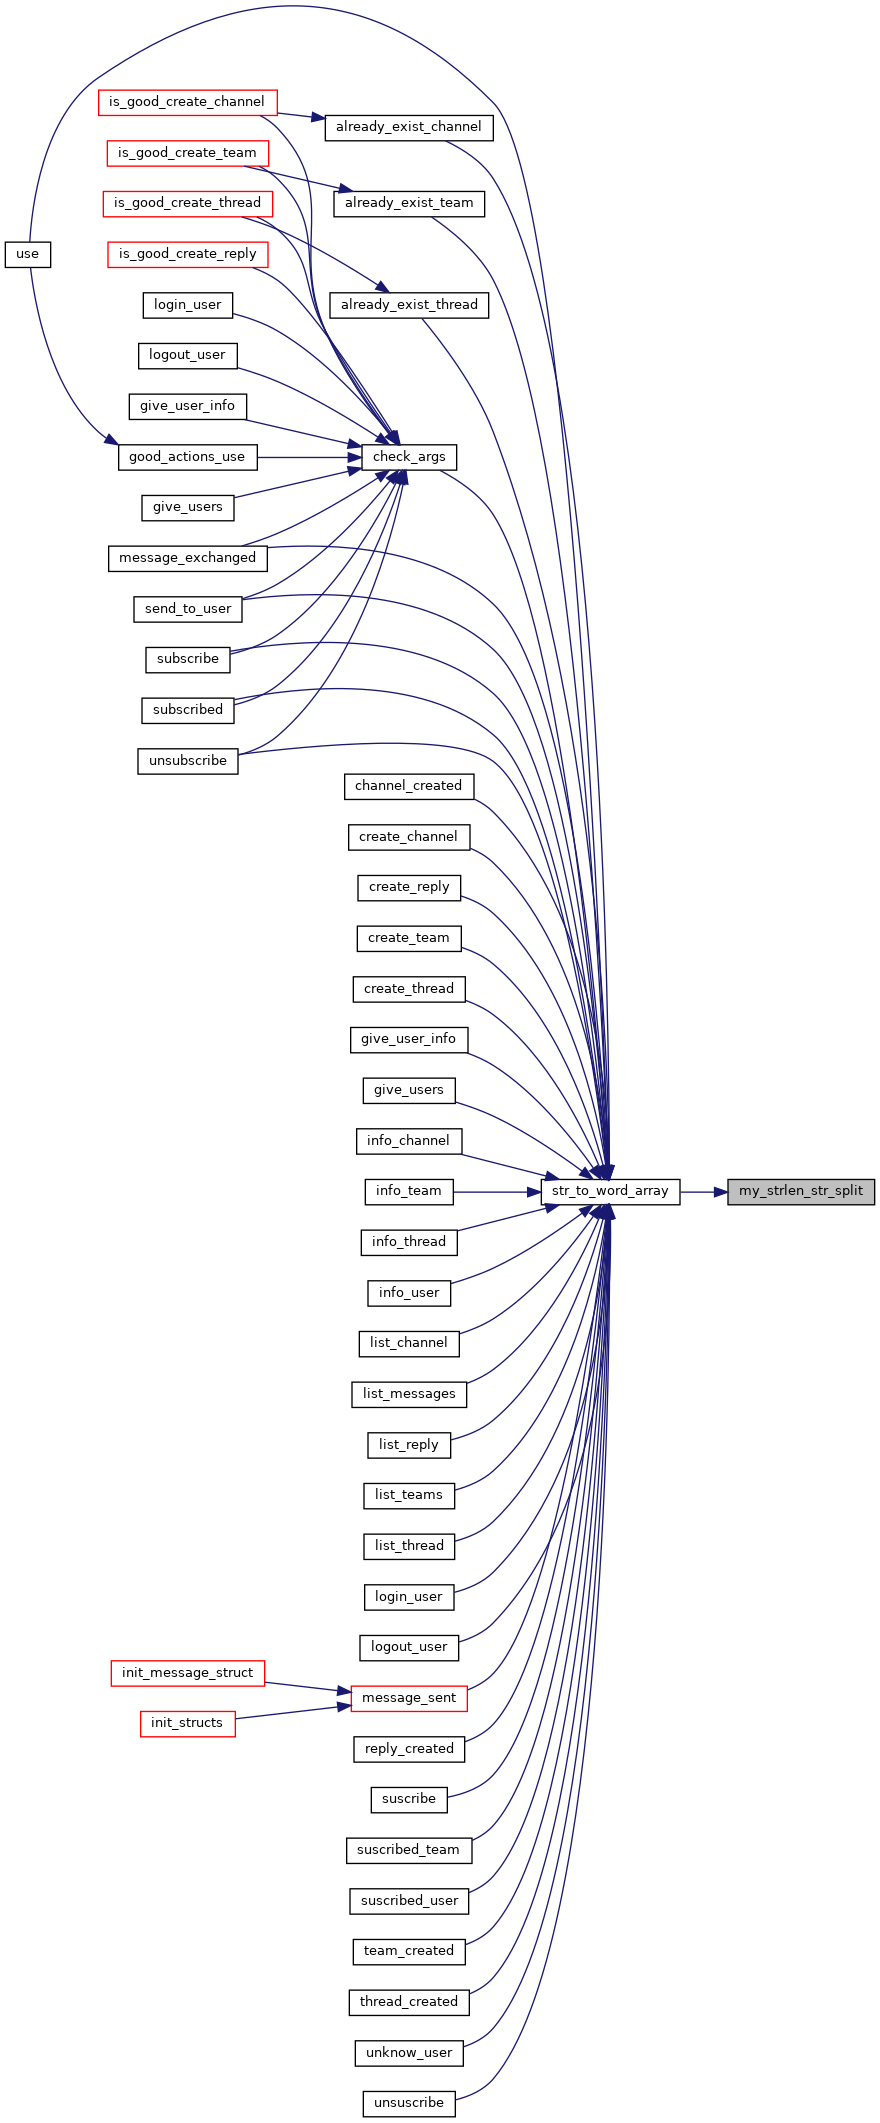 is_good_create_channel
already_exist_channel
is_good_create_team
already_exist_team
is_good_create_thread
use
is_good_create_reply
login_user
already_exist_thread
logout_user
give_user_info
good_actions_use
check_args
give_users
message_exchanged
send_to_user
subscribe
subscribed
unsubscribe
channel_created
create_channel
create_reply
create_team
create_thread
give_user_info
give_users
info_channel
info_team
str_to_word_array
my_strlen_str_split
info_thread
info_user
list_channel
list_messages
list_reply
list_teams
list_thread
login_user
logout_user
init_message_struct
message_sent
init_structs
reply_created
suscribe
suscribed_team
suscribed_user
team_created
thread_created
unknow_user
unsuscribe